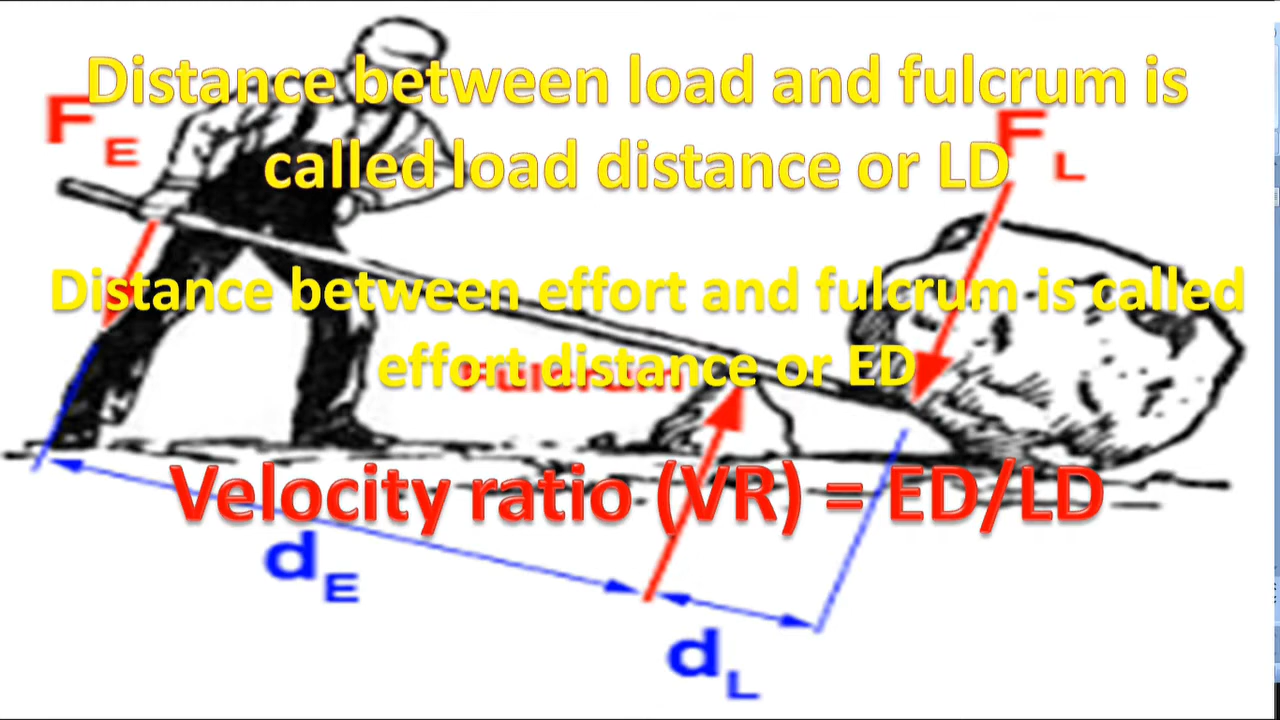 Distance between load and fulcrum is
called load distance or LD
F E
F L
Distance between effort and fulcrum is called
effort distance or ED
Velocity ratio (VR) = ED/LD
d E
d L